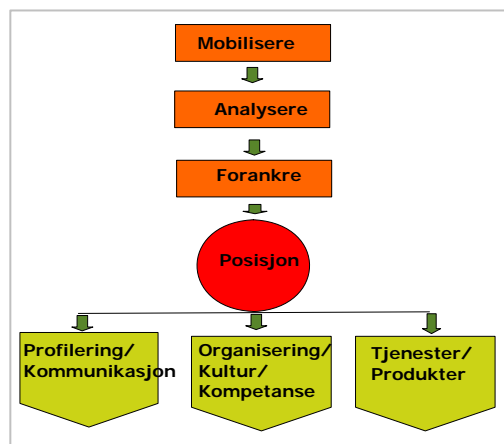 Mobilisere
Analysere
Forankre
Posisjon
Profilering/
Kommunikasjon
Organisering/
Kultur/
Kompetanse
Tjenester/
Produkter